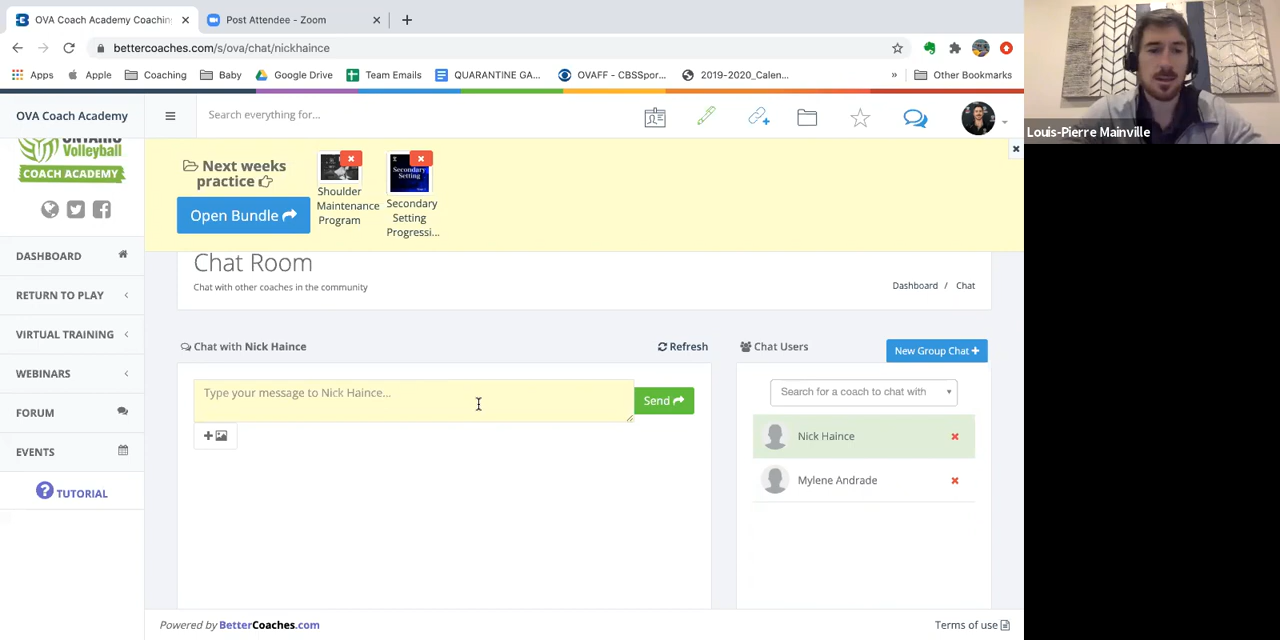 OVA Coach Academy Coaching
Post Attendee - Zoom
bettercoaches.com/s/ova/chat/nickhaince
Apps
Apple
Coaching
Baby
Google Drive
Team Emails
QUARANTINE GA...
OVAFF - CBSSpor...
2019-2020_Calen...
»
Other Bookmarks
OVA Coach Academy
Search everything for...
Louis-Pierre Mainville
Volleyball
COACH ACADEMY
Next weeks
practice
Open Bundle
Shoulder
Maintenance
Program
Secondary
Setting
Secondary
Setting
Progressi...
DASHBOARD
RETURN TO PLAY
VIRTUAL TRAINING
WEBINARS
FORUM
EVENTS
TUTORIAL
Chat Room
Chat with other coaches in the community
Dashboard / Chat
Chat with Nick Haince
Refresh
Type your message to Nick Haince...
Send
Chat Users
New Group Chat +
Search for a coach to chat with
Nick Haince
Mylene Andrade
Powered by BetterCoaches.com
Terms of use